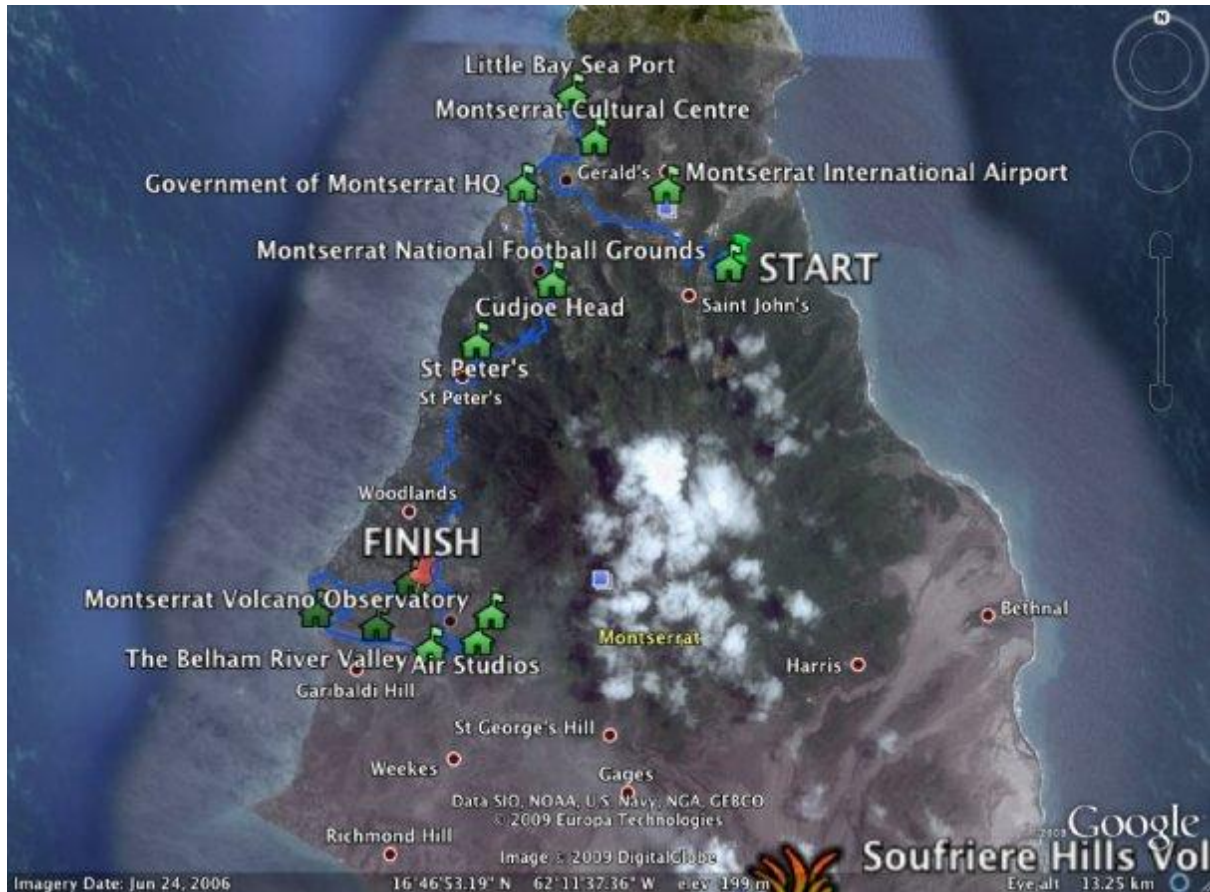 N
Little Bay Sea Port
Montserrat Cultural Centre
Gerald's
Montserrat International Airport
Government of Montserrat HQ
Montserrat National Football Grounds
START
Saint John's
Cudjoe Head
St Peter's
St Peter's
Woodlands
FINISH
Montserrat Volcano Observatory
Bethnal
Montserrat
The Belham River Valley
Air Studios
Harris
Garibaldi Hill
St George's Hill
Weekes
Gages
Data SIO, NOAA, U.S. Navy, NGA, GEBCO
© 2009 Europa Technologies
Richmond Hill
Image © 2009 DigitalGlobe
©2009 Google
Soufriere Hills Vol
Imagery Date: Jun 24, 2006
16°46'53.19" N 62°11'37.36" W elev 199 m
Eye alt 13.25 km